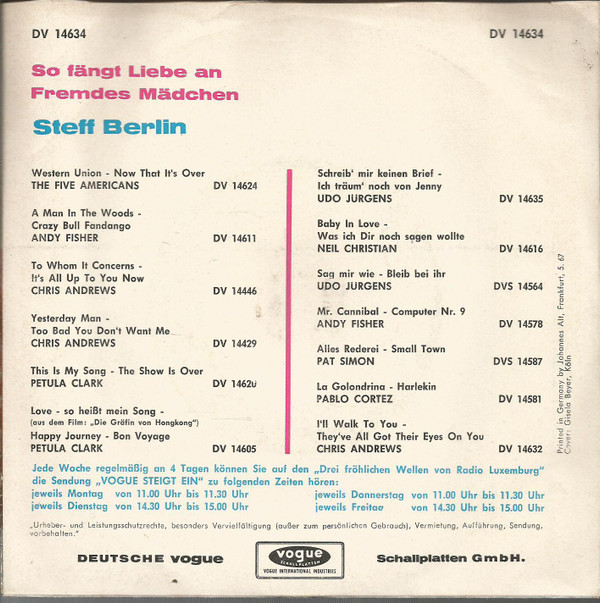 DV 14634
DV 14634
So fängt Liebe an
Fremdes Mädchen
Steff Berlin
Western Union - Now That It's Over
THE FIVE AMERICANS DV 14624
A Man In The Woods -
Crazy Bull Fandango
ANDY FISHER DV 14611
To Whom It Concerns -
It's All Up To You Now
CHRIS ANDREWS DV 14446
Yesterday Man -
Too Bad You Don't Want Me
CHRIS ANDREWS DV 14429
This Is My Song - The Show Is Over
PETULA CLARK DV 14620
Love - so heißt mein Song -
(aus dem Film: „Die Gräfin von Hongkong")
Happy Journey - Bon Voyage
PETULA CLARK DV 14605
Schreib' mir keinen Brief -
Ich träum' noch von Jenny
UDO JURGENS DV 14635
Baby In Love -
Was ich Dir noch sagen wollte
NEIL CHRISTIAN DV 14616
Sag mir wie - Bleib bei ihr
UDO JURGENS DVS 14564
Mr. Cannibal - Computer Nr. 9
ANDY FISHER DV 14578
Alles Rederei - Small Town
PAT SIMON DVS 14587
La Golondrina - Harlekin
PABLO CORTEZ DV 14581
I'll Walk To You -
They've All Got Their Eyes On You
CHRIS ANDREWS DV 14632
Printed in Germany by Johannes Alt, Frankfurt, 5. 67
Cover: Gisela Beyer, Köln
Jede Woche regelmäßig an 4 Tagen können Sie auf den „Drei fröhlichen Wellen von Radio Luxemburg"
die Sendung „VOGUE STEIGT EIN" zu folgenden Zeiten hören:
jeweils Montag von 11.00 Uhr bis 11.30 Uhr jeweils Donnerstag von 11.00 Uhr bis 11.30 Uhr
jeweils Dienstag von 14.30 Uhr bis 15.00 Uhr jeweils Freitag von 14.30 Uhr bis 15.00 Uhr
„Urheber- und Leistungsschutzrechte, besonders Vervielfältigung (außer zum persönlichen Gebrauch), Vermietung, Aufführung, Sendung,
vorbehalten."
DEUTSCHE vogue
vogue
SCHALLPLATTEN
VOGUE INTERNATIONAL INDUSTRIES
Schallplatten GmbH.